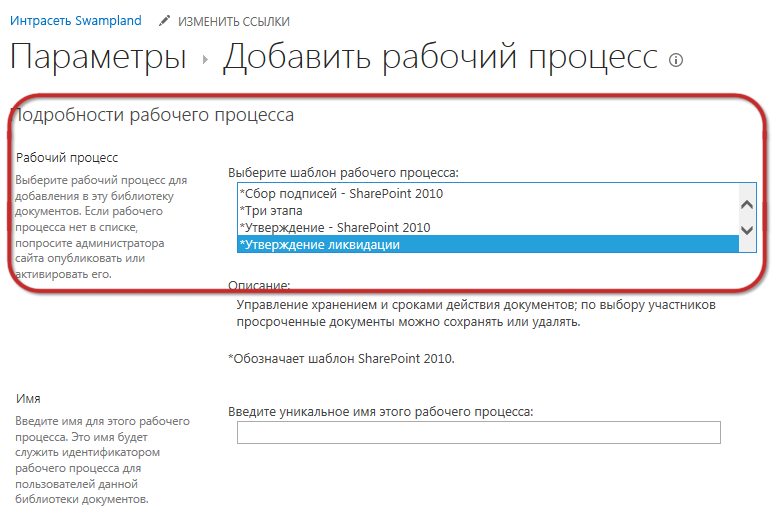 Интрасеть Swampland ИЗМЕНИТЬ ССЫЛКИ
Параметры Добавить рабочий процесс
Подробности рабочего процесса
Рабочий процесс
Выберите рабочий процесс для
добавления в эту библиотеку
документов. Если рабочего
процесса нет в списке,
попросите администратора
сайта опубликовать или
активировать его.
Выберите шаблон рабочего процесса:
*Сбор подписей - SharePoint 2010
*Три этапа
*Утверждение - SharePoint 2010
*Утверждение ликвидации
Описание:
Управление хранением и сроками действия документов; по выбору участников
просроченные документы можно сохранять или удалять.
*Обозначает шаблон SharePoint 2010.
Имя
Введите имя для этого рабочего
процесса. Это имя будет
служить идентификатором
рабочего процесса для
пользователей данной
библиотеки документов.
Введите уникальное имя этого рабочего процесса: